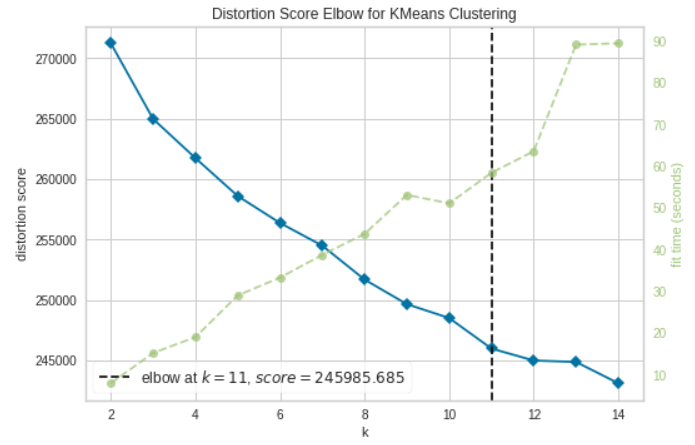 Distortion Score Elbow for KMeans Clustering
270000
265000
260000
255000
250000
245000
distortion score
90
80
70
60
50
40
30
20
10
fit time (seconds)
elbow at k = 11, score = 245985.685
2 4 6 8 10 12 14
k